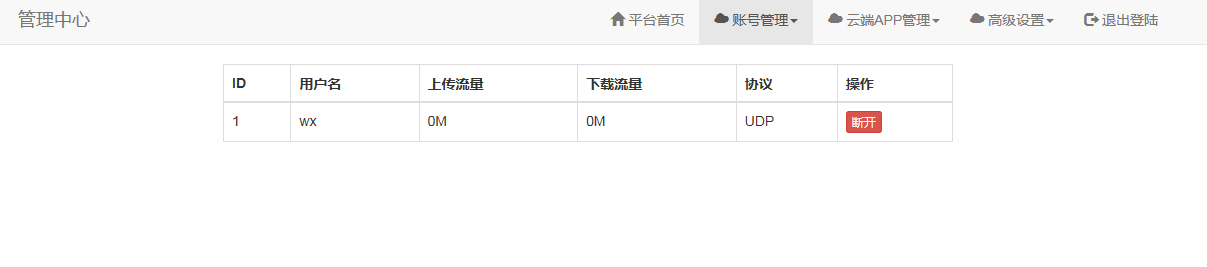 管理中心 平台首页 账号管理 云端APP管理 高级设置 退出登陆
ID 用户名 上传流量 下载流量 协议 操作
1 wx 0M 0M UDP 断开